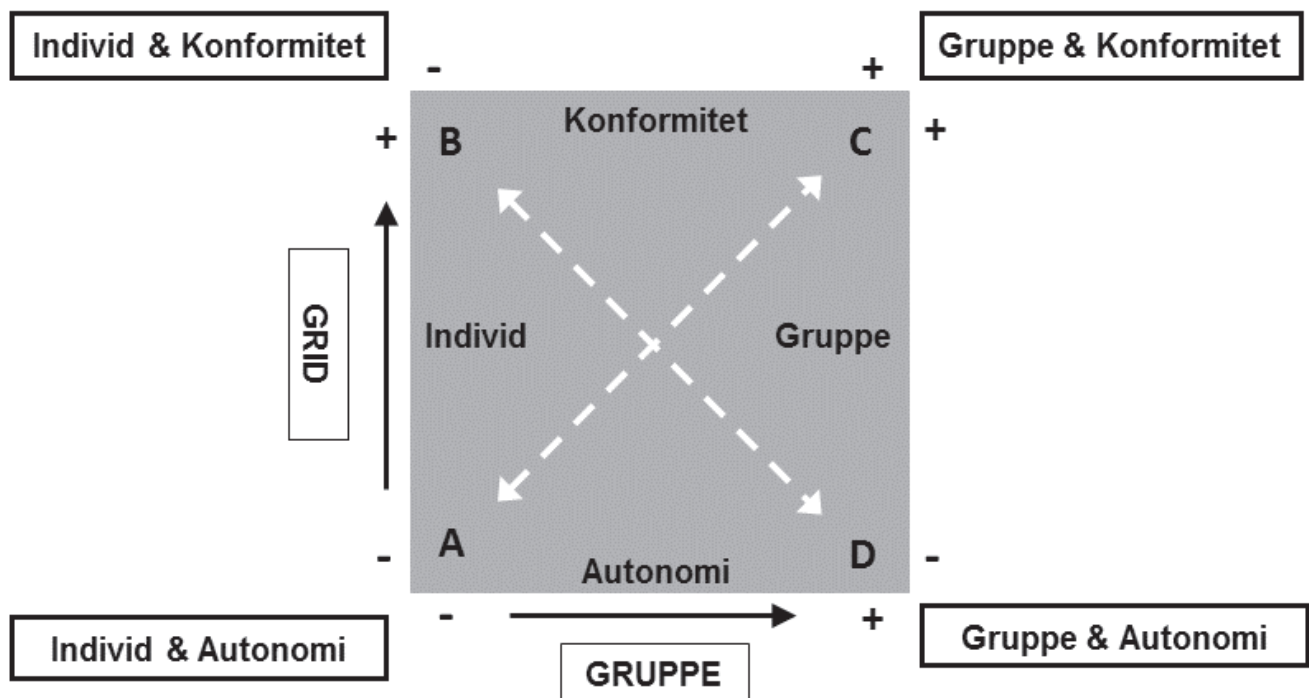 Individ & Konformitet
Gruppe & Konformitet
- +
+ B Konformitet C +
GRID
Individ Gruppe
- A Autonomi D -
- +
Individ & Autonomi
Gruppe & Autonomi
GRUPPE